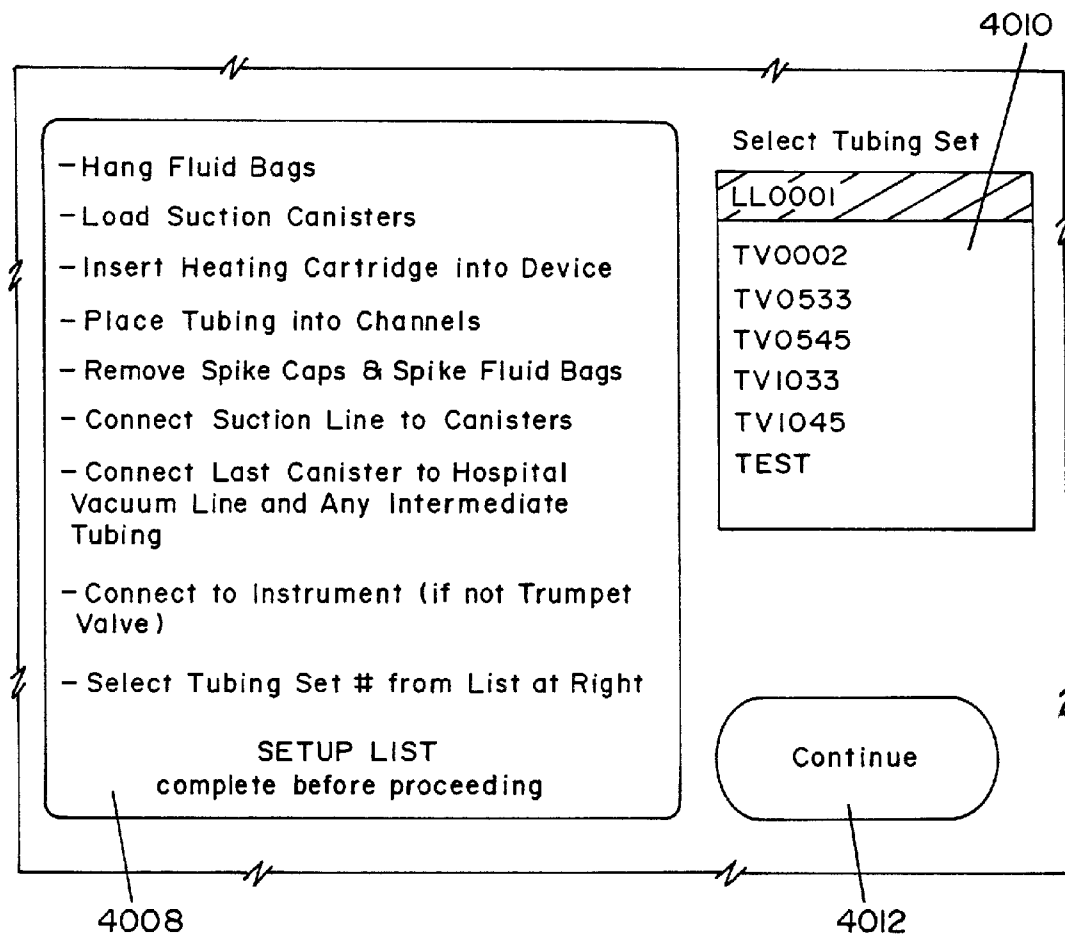 4010
- Hang Fluid Bags
- Load Suction Canisters
- Insert Heating Cartridge into Device
- Place Tubing into Channels
- Remove Spike Caps & Spike Fluid Bags
- Connect Suction Line to Canisters
- Connect Last Canister to Hospital
Vacuum Line and Any Intermediate
Tubing
- Connect to Instrument (if not Trumpet
Valve)
- Select Tubing Set # from List at Right
SETUP LIST
complete before proceeding
Select Tubing Set
LL0001
TV0002
TV0533
TV0545
TV1033
TV1045
TEST
Continue
4008
4012